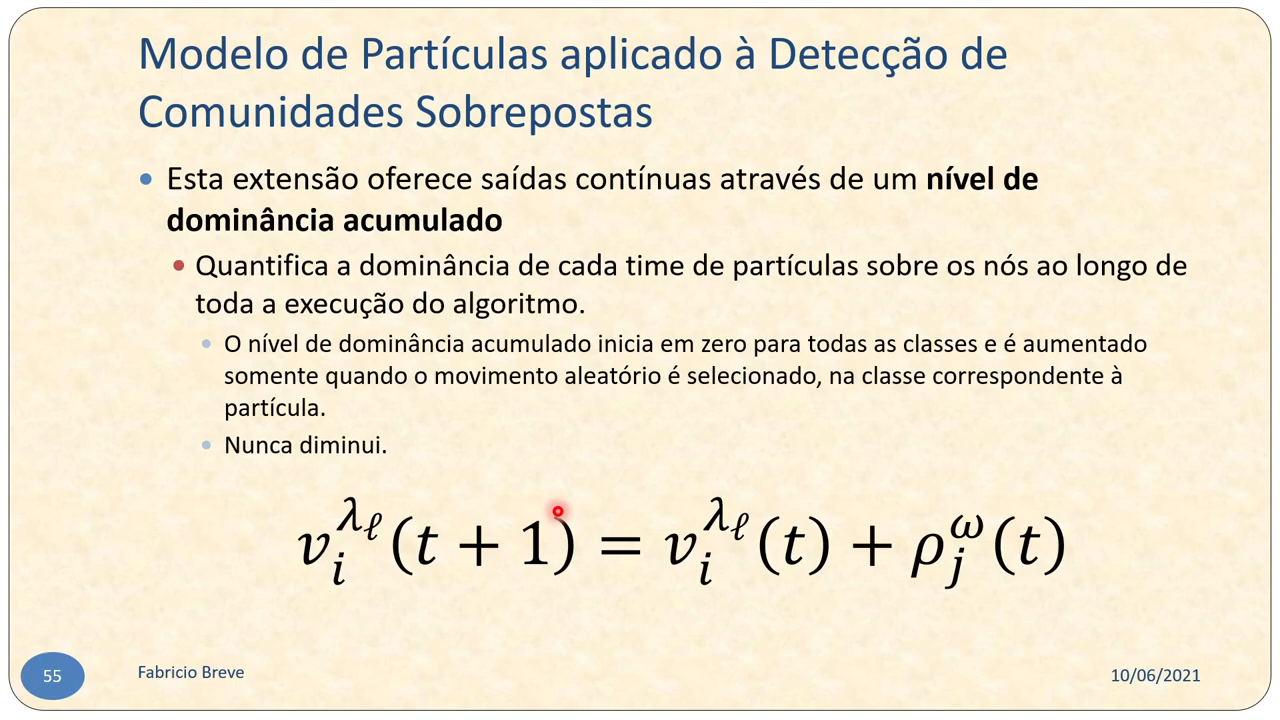 Modelo de Partículas aplicado à Detecção de
Comunidades Sobrepostas
• Esta extensão oferece saídas contínuas através de um nível de
dominância acumulado
• Quantifica a dominância de cada time de partículas sobre os nós ao longo de
toda a execução do algoritmo.
• O nível de dominância acumulado inicia em zero para todas as classes e é aumentado
somente quando o movimento aleatório é selecionado, na classe correspondente à
partícula.
• Nunca diminui.
v_i^{λ_ℓ}(t + 1) = v_i^{λ_ℓ}(t) + ρ_j^ω(t)
55
Fabricio Breve
10/06/2021